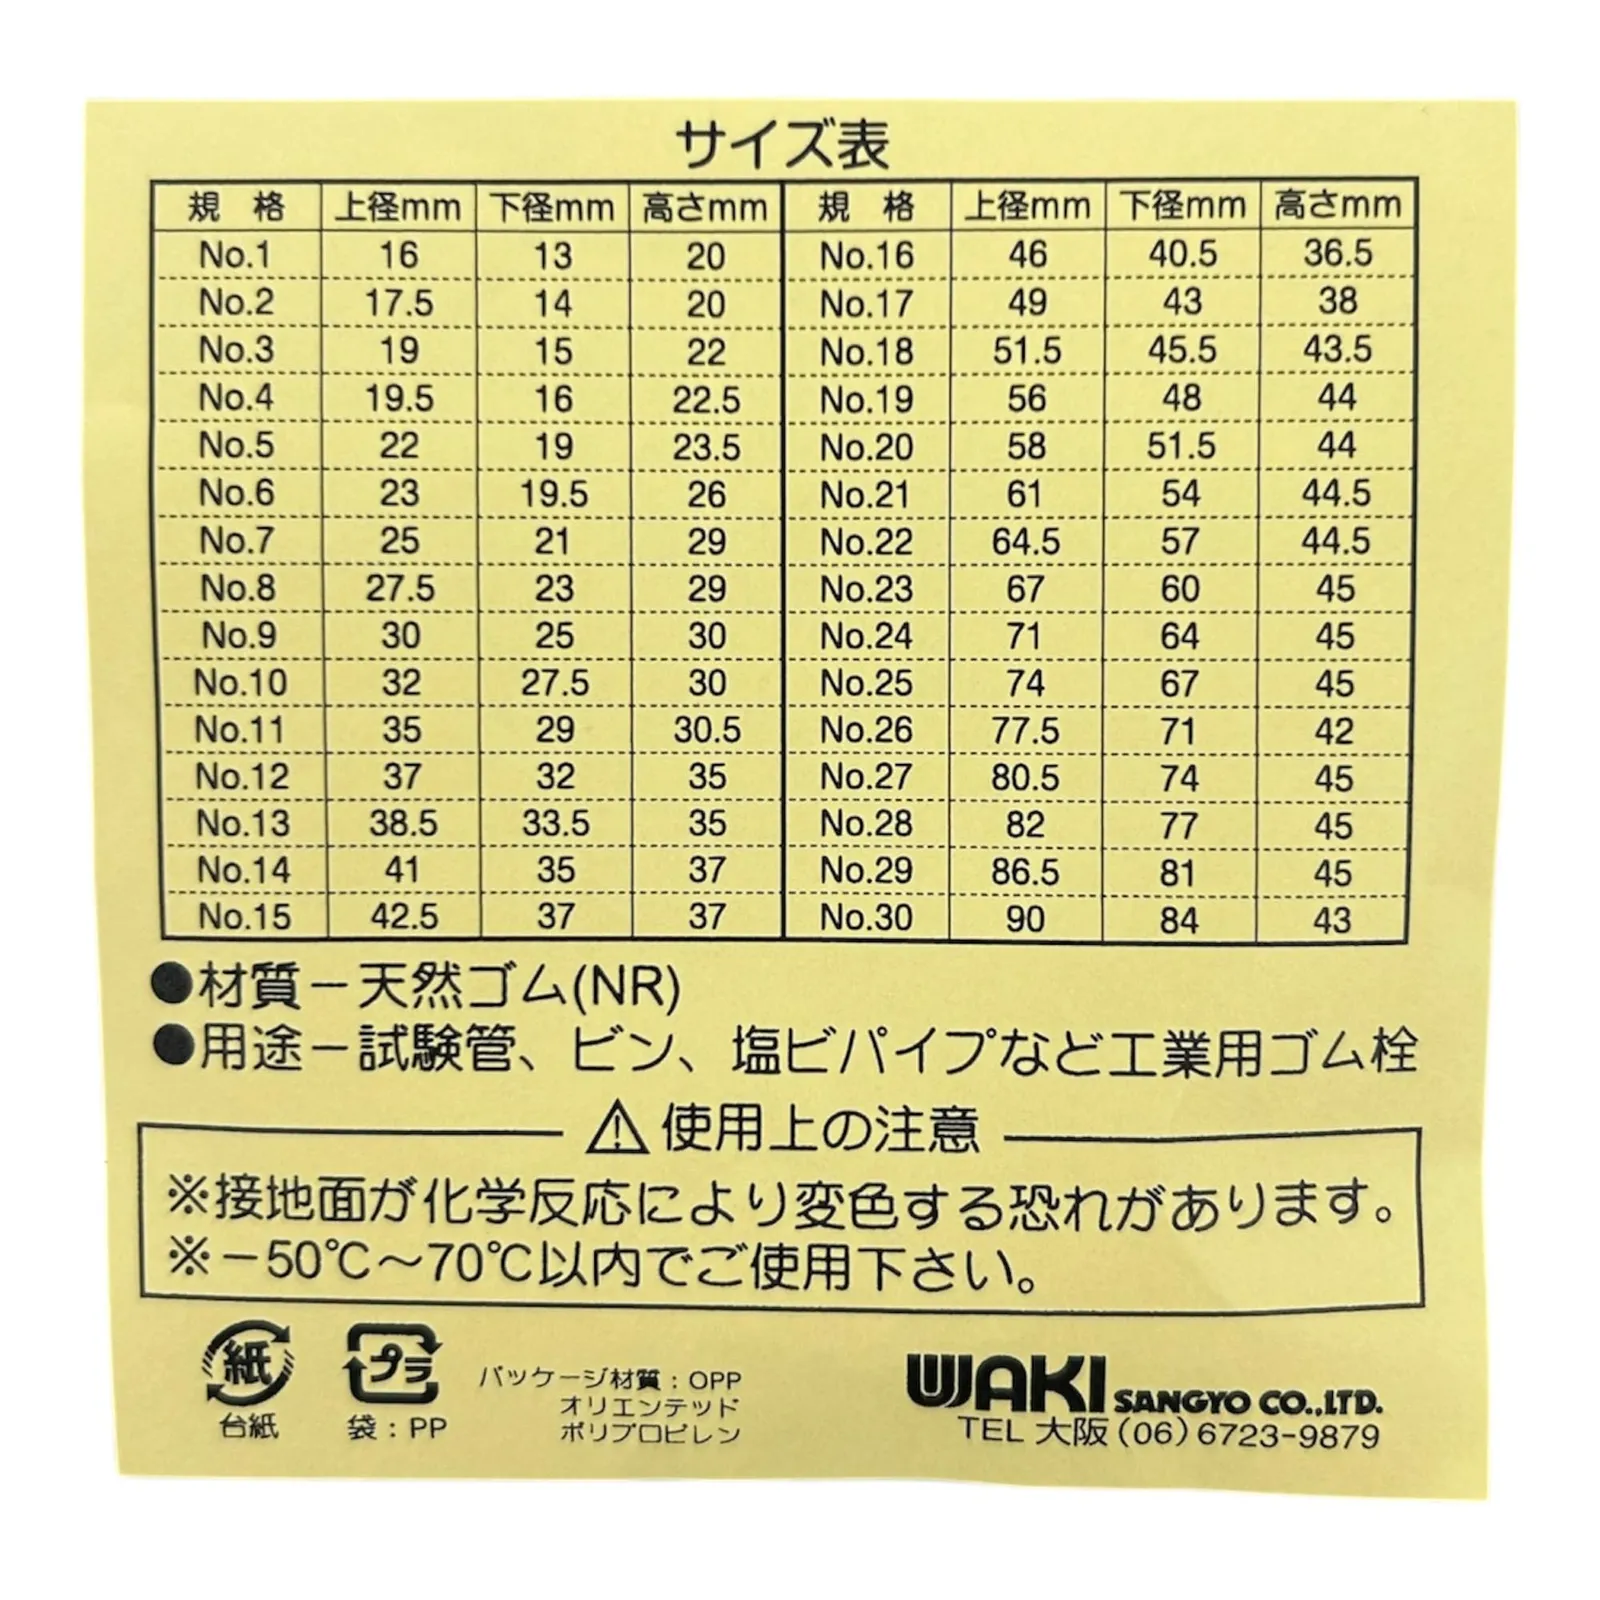 サイズ表
規 格 上径mm 下径mm 高さmm 規 格 上径mm 下径mm 高さmm
No.1 16 13 20 No.16 46 40.5 36.5
No.2 17.5 14 20 No.17 49 43 38
No.3 19 15 22 No.18 51.5 45.5 43.5
No.4 19.5 16 22.5 No.19 56 48 44
No.5 22 19 23.5 No.20 58 51.5 44
No.6 23 19.5 26 No.21 61 54 44.5
No.7 25 21 29 No.22 64.5 57 44.5
No.8 27.5 23 29 No.23 67 60 45
No.9 30 25 30 No.24 71 64 45
No.10 32 27.5 30 No.25 74 67 45
No.11 35 29 30.5 No.26 77.5 71 42
No.12 37 32 35 No.27 80.5 74 45
No.13 38.5 33.5 35 No.28 82 77 45
No.14 41 35 37 No.29 86.5 81 45
No.15 42.5 37 37 No.30 90 84 43
●材質－天然ゴム(NR)
●用途－試験管、ビン、塩ビパイプなど工業用ゴム栓
⚠使用上の注意
※接地面が化学反応により変色する恐れがあります。
※－50℃～70℃以内でご使用下さい。
紙
台紙
プラ
袋：PP
パッケージ材質：OPP
オリエンテッド
ポリプロピレン
WAKI SANGYO CO.,LTD.
TEL 大阪(06)6723-9879